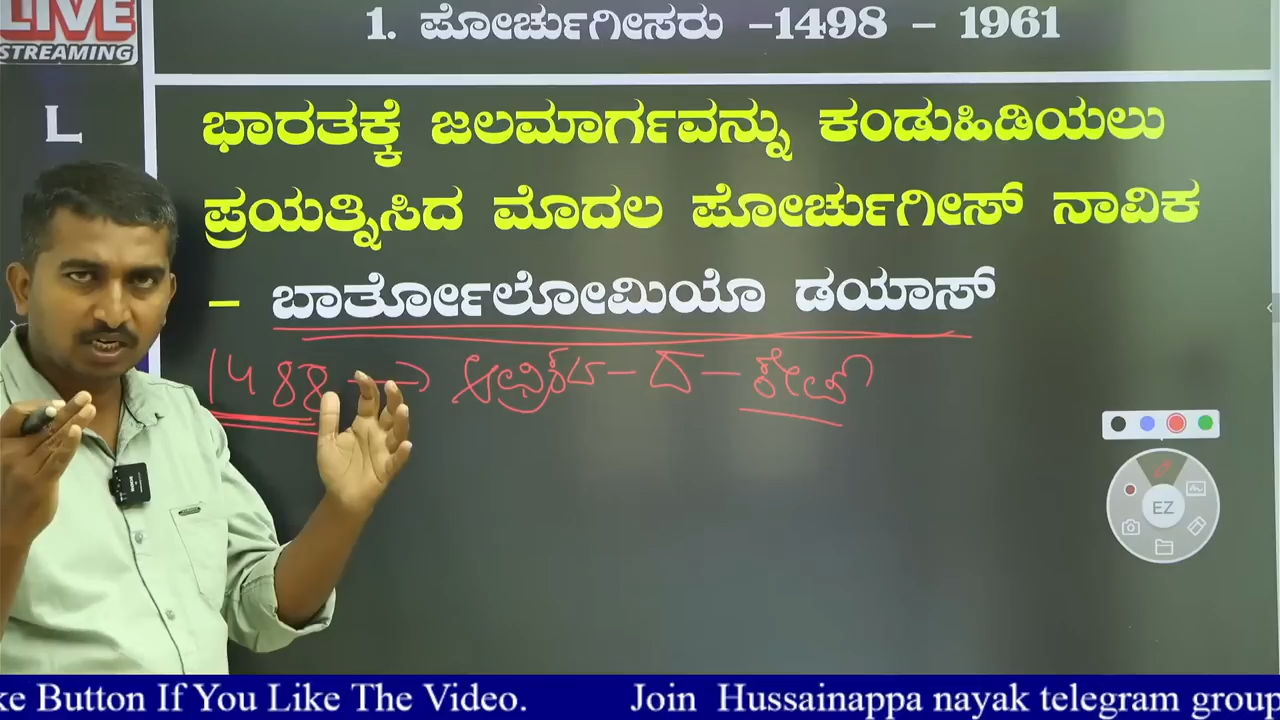 LIVE
STREAMING
1. ಪೋರ್ಚುಗೀಸರು -1498 - 1961
L
ಭಾರತಕ್ಕೆ ಜಲಮಾರ್ಗವನ್ನು ಕಂಡುಹಿಡಿಯಲು
ಪ್ರಯತ್ನಿಸಿದ ಮೊದಲ ಪೋರ್ಚುಗೀಸ್ ನಾವಿಕ
- ಬಾರ್ತೋಲೋಮಿಯೊ ಡಯಾಸ್
1488 → ಆಫ್ರಿಕಾದ - ದ - ಕೇಪ್
EZ
ke Button If You Like The Video. Join Hussainappa nayak telegram group